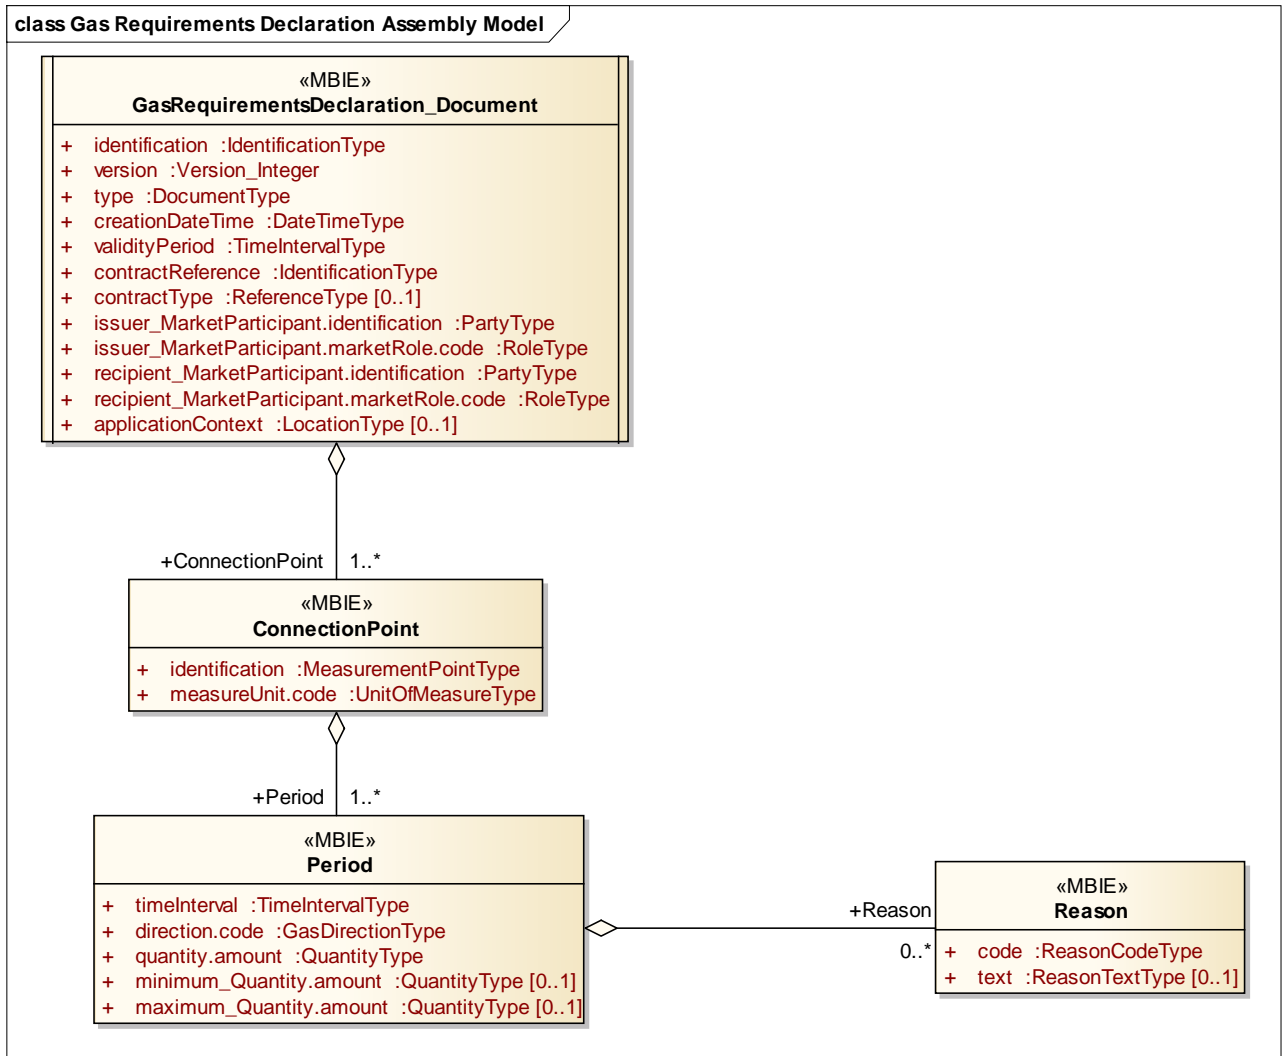 class Gas Requirements Declaration Assembly Model
«MBIE»
GasRequirementsDeclaration_Document
+ identification :IdentificationType
+ version :Version_Integer
+ type :DocumentType
+ creationDateTime :DateTimeType
+ validityPeriod :TimeIntervalType
+ contractReference :IdentificationType
+ contractType :ReferenceType [0..1]
+ issuer_MarketParticipant.identification :PartyType
+ issuer_MarketParticipant.marketRole.code :RoleType
+ recipient_MarketParticipant.identification :PartyType
+ recipient_MarketParticipant.marketRole.code :RoleType
+ applicationContext :LocationType [0..1]
+ConnectionPoint 1..*
«MBIE»
ConnectionPoint
+ identification :MeasurementPointType
+ measureUnit.code :UnitOfMeasureType
+Period 1..*
«MBIE»
Period
+ timeInterval :TimeIntervalType
+ direction.code :GasDirectionType
+ quantity.amount :QuantityType
+ minimum_Quantity.amount :QuantityType [0..1]
+ maximum_Quantity.amount :QuantityType [0..1]
+Reason
0..*
«MBIE»
Reason
+ code :ReasonCodeType
+ text :ReasonTextType [0..1]